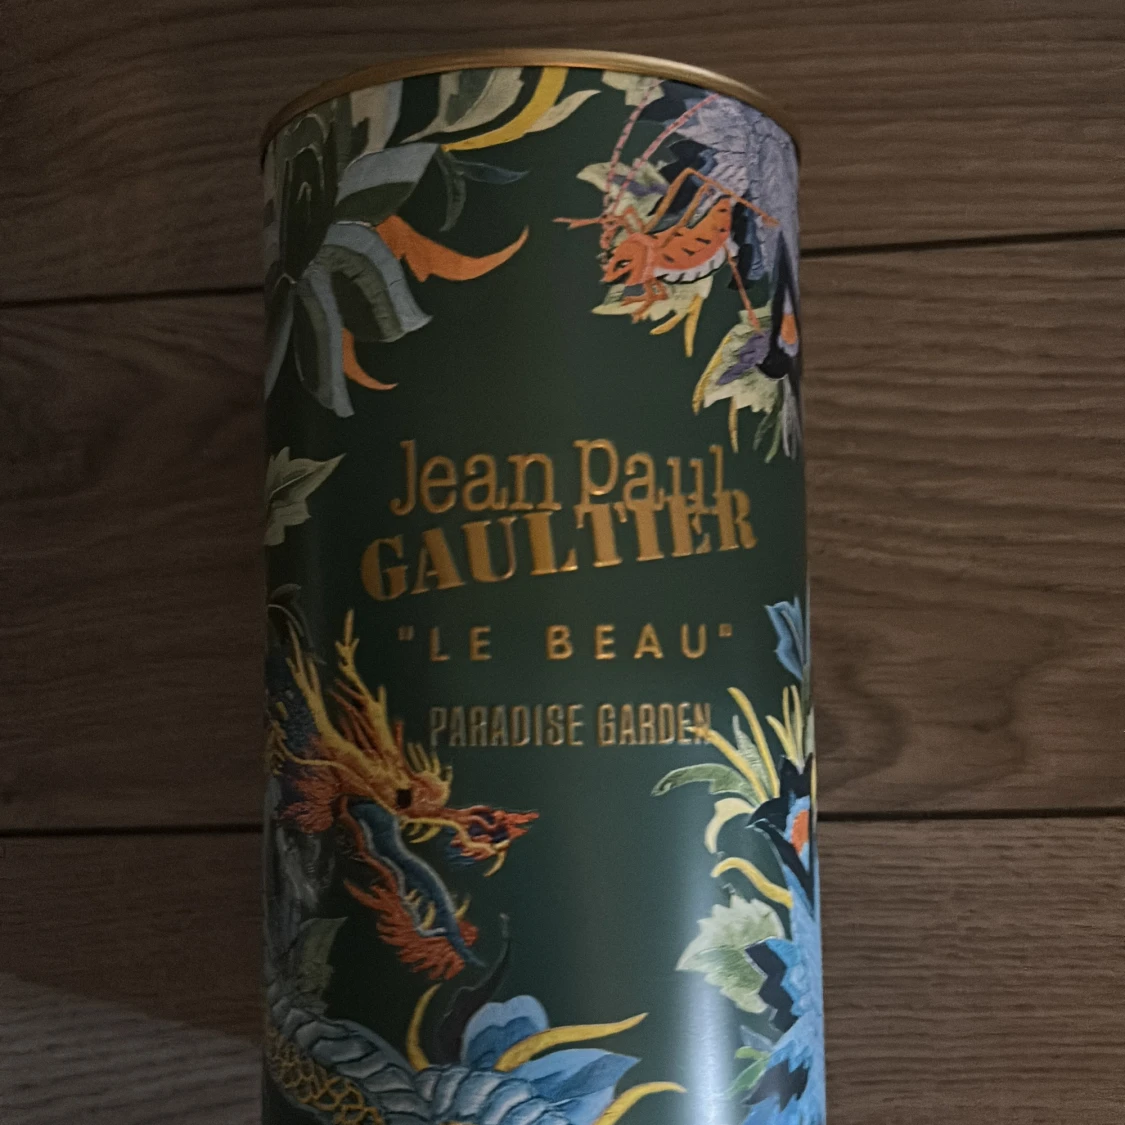 Jean Paul
GAULTIER
"LE BEAU"
PARADISE GARDEN